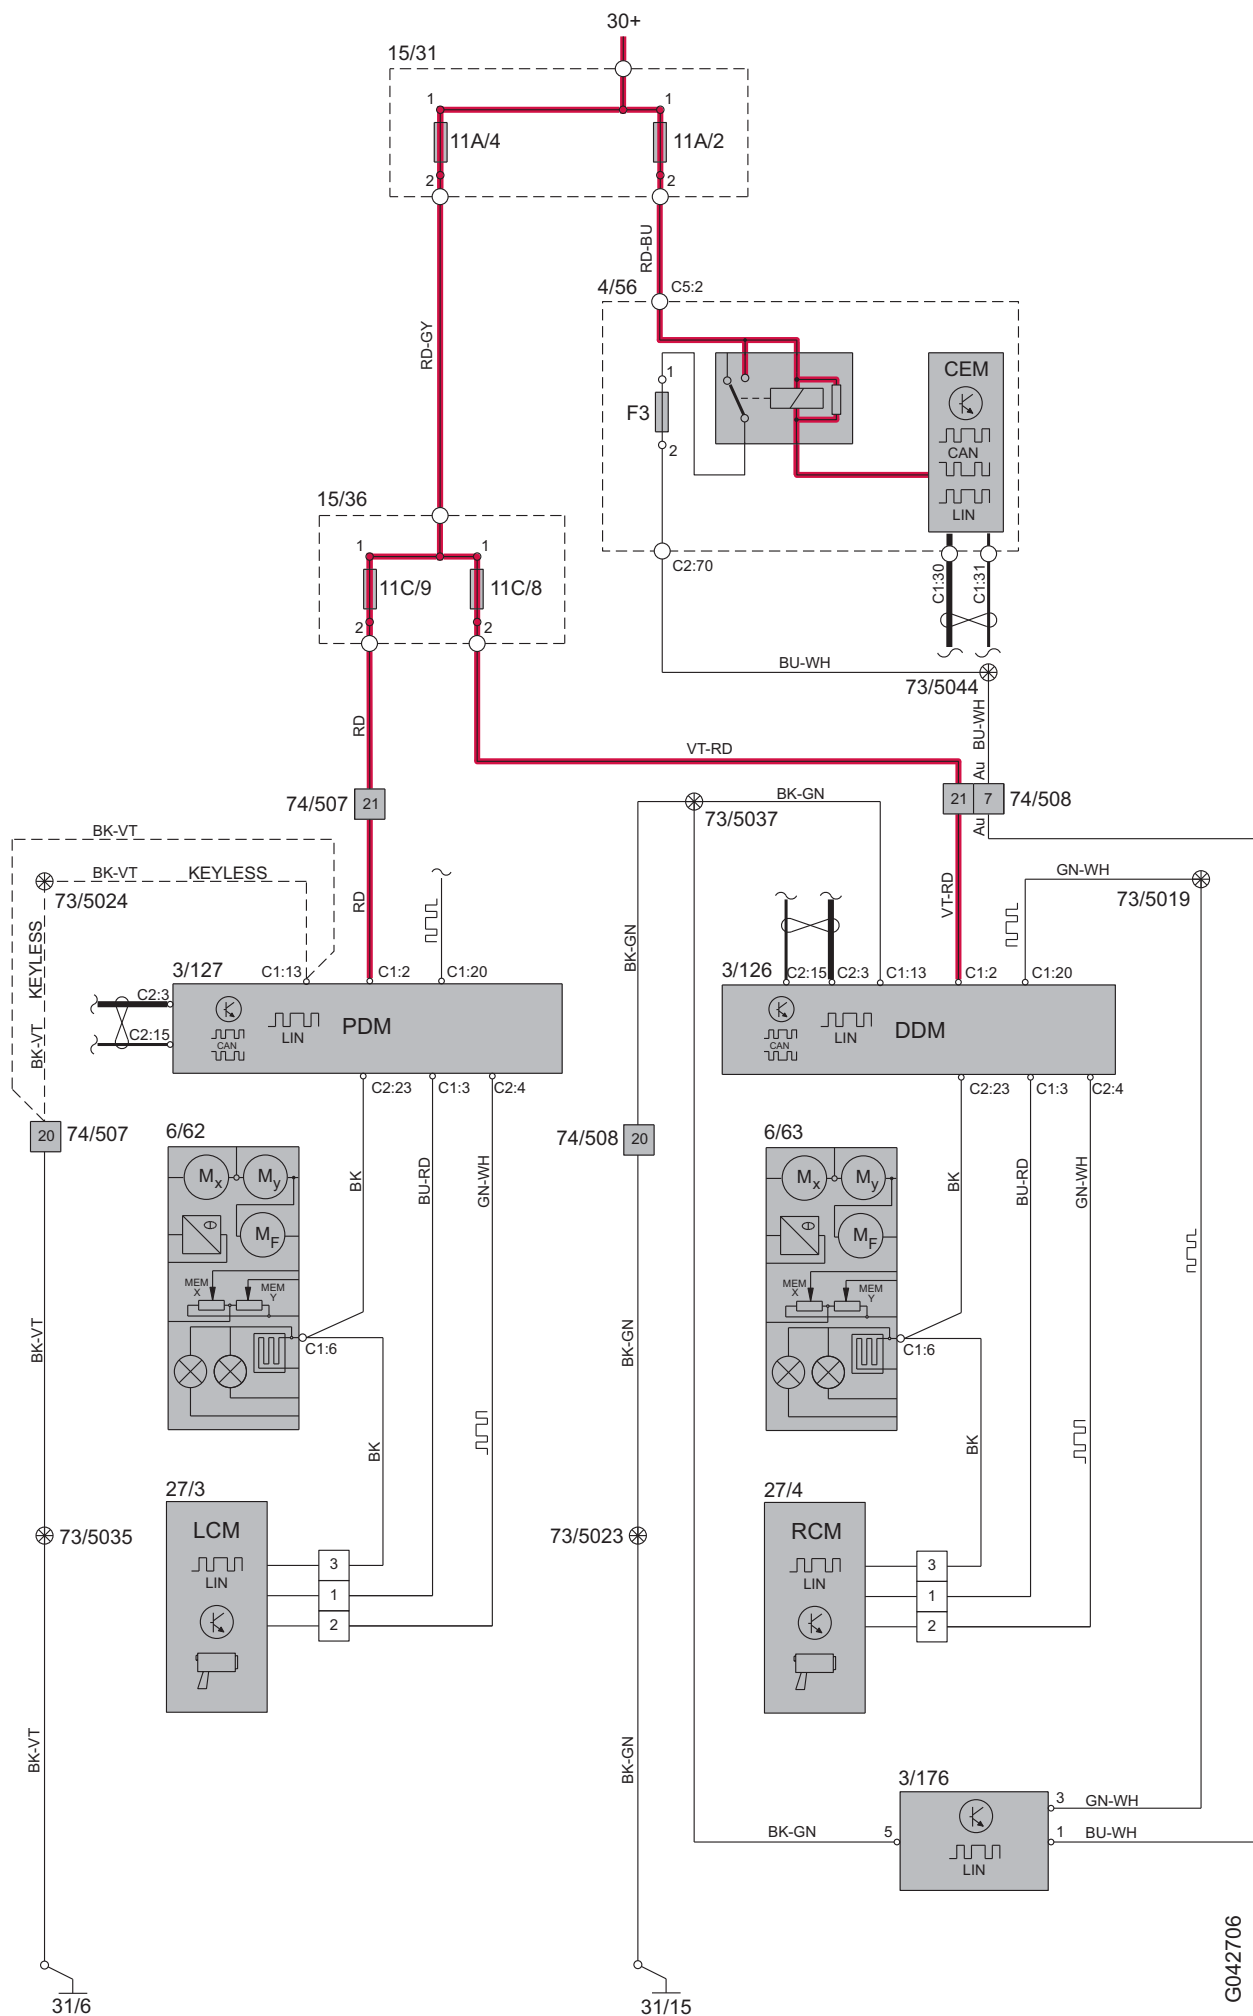 30+
15/31
1
1
11A/4
11A/2
2
2
RD-GY
RD-BU
4/56
C5:2
CEM
CAN
LIN
1
F3
2
C2:70
C1:30
C1:31
15/36
1
1
11C/9
11C/8
2
2
BU-WH
73/5044
BU-WH
Au
RD
VT-RD
74/507
21
21
7
74/508
Au
BK-GN
73/5037
BK-VT
BK-VT
KEYLESS
73/5024
KEYLESS
BK-VT
RD
BK-GN
VT-RD
GN-WH
73/5019
3/127
C1:13
C1:2
C1:20
C2:3
C2:15
CAN
LIN
PDM
C2:23
C1:3
C2:4
3/126
C2:15
C2:3
C1:13
C1:2
C1:20
CAN
LIN
DDM
C2:23
C1:3
C2:4
20
74/507
74/508
20
6/62
Mx
My
MF
MEM
X
MEM
Y
C1:6
BK
BU-RD
GN-WH
6/63
Mx
My
MF
MEM
X
MEM
Y
C1:6
BK
BU-RD
GN-WH
BK-VT
BK-GN
BK
BK
27/3
LCM
LIN
3
1
2
27/4
RCM
LIN
3
1
2
73/5035
73/5023
BK-VT
BK-GN
3/176
LIN
3
GN-WH
1
BU-WH
5
BK-GN
31/6
31/15
G042706